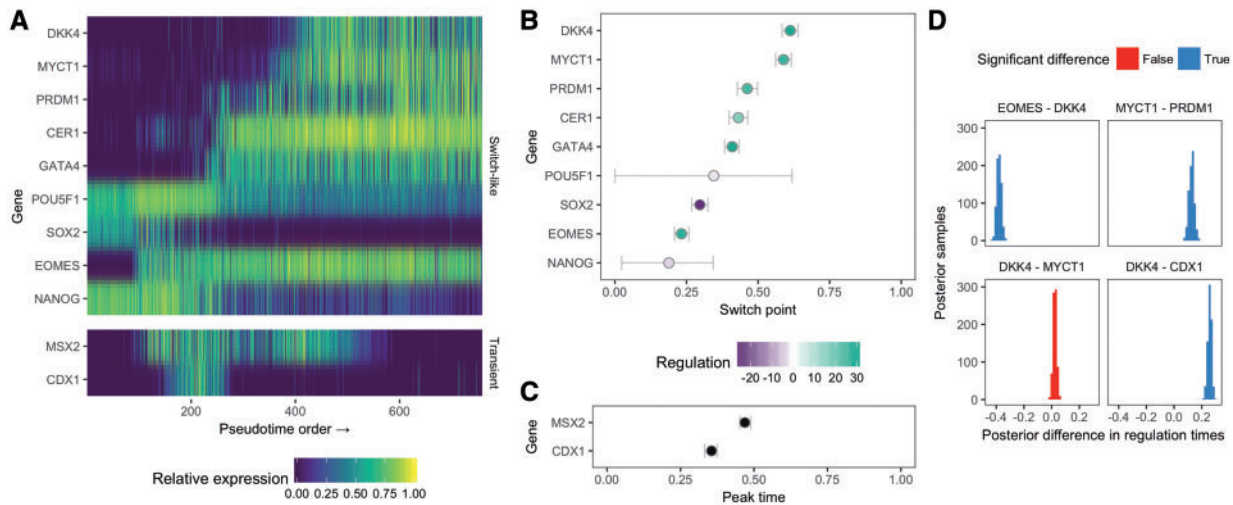 A
Gene
DKK4
MYCT1
PRDM1
CER1
GATA4
POU5F1
SOX2
EOMES
NANOG
Switch-like
MSX2
CDX1
Transient
200 400 600
Pseudotime order →
Relative expression
0.00 0.25 0.50 0.75 1.00
B
Gene
DKK4
MYCT1
PRDM1
CER1
GATA4
POU5F1
SOX2
EOMES
NANOG
0.00 0.25 0.50 0.75 1.00
Switch point
Regulation
-20 -10 0 10 20 30
C
Gene
MSX2
CDX1
0.00 0.25 0.50 0.75 1.00
Peak time
D
Significant difference False True
EOMES - DKK4 MYCT1 - PRDM1
300
200
100
0
Posterior samples
DKK4 - MYCT1 DKK4 - CDX1
300
200
100
0
-0.4 -0.2 0.0 0.2 -0.4 -0.2 0.0 0.2
Posterior difference in regulation times